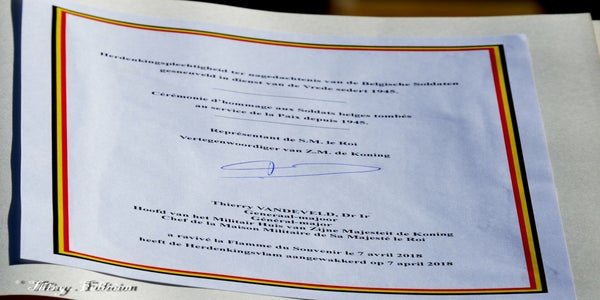 Herdenkingsplechtigheid ter nagedachtenis van de Belgische Soldaten
gesneuveld in dienst van de Vrede sedert 1945.
Cérémonie d'hommage aux Soldats belges tombés
au service de la Paix depuis 1945.
Représentant de S.M. le Roi
Vertegenwoordiger van Z.M. de Koning
Thierry VANDEVELD, Dr Ir
Generaal-majoor
Général-major
Hoofd van het Militair Huis van Zijne Majesteit de Koning
Chef de la Maison Militaire de Sa Majesté le Roi
a ravivé la Flamme du Souvenir le 7 avril 2018
heeft de Herdenkingsvlam aangewakkerd op 7 april 2018